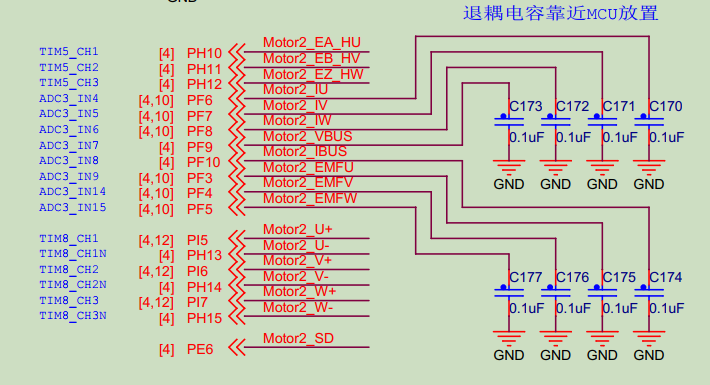 GND
退耦电容靠近MCU放置
TIM5_CH1 [4] PH10 Motor2_EA_HU
TIM5_CH2 [4] PH11 Motor2_EB_HV
TIM5_CH3 [4] PH12 Motor2_EZ_HW
ADC3_IN4 [4,10] PF6 Motor2_IU
ADC3_IN5 [4,10] PF7 Motor2_IV
ADC3_IN6 [4,10] PF8 Motor2_IW
ADC3_IN7 [4] PF9 Motor2_VBUS
ADC3_IN8 [4] PF10 Motor2_IBUS
ADC3_IN9 [4,10] PF3 Motor2_EMFU
ADC3_IN14 [4,10] PF4 Motor2_EMFV
ADC3_IN15 [4,10] PF5 Motor2_EMFW
C173 C172 C171 C170
0.1uF 0.1uF 0.1uF 0.1uF
GND GND GND GND
TIM8_CH1 [4,12] PI5 Motor2_U+
TIM8_CH1N [4] PH13 Motor2_U-
TIM8_CH2 [4,12] PI6 Motor2_V+
TIM8_CH2N [4] PH14 Motor2_V-
TIM8_CH3 [4,12] PI7 Motor2_W+
TIM8_CH3N [4] PH15 Motor2_W-
[4] PE6 Motor2_SD
C177 C176 C175 C174
0.1uF 0.1uF 0.1uF 0.1uF
GND GND GND GND